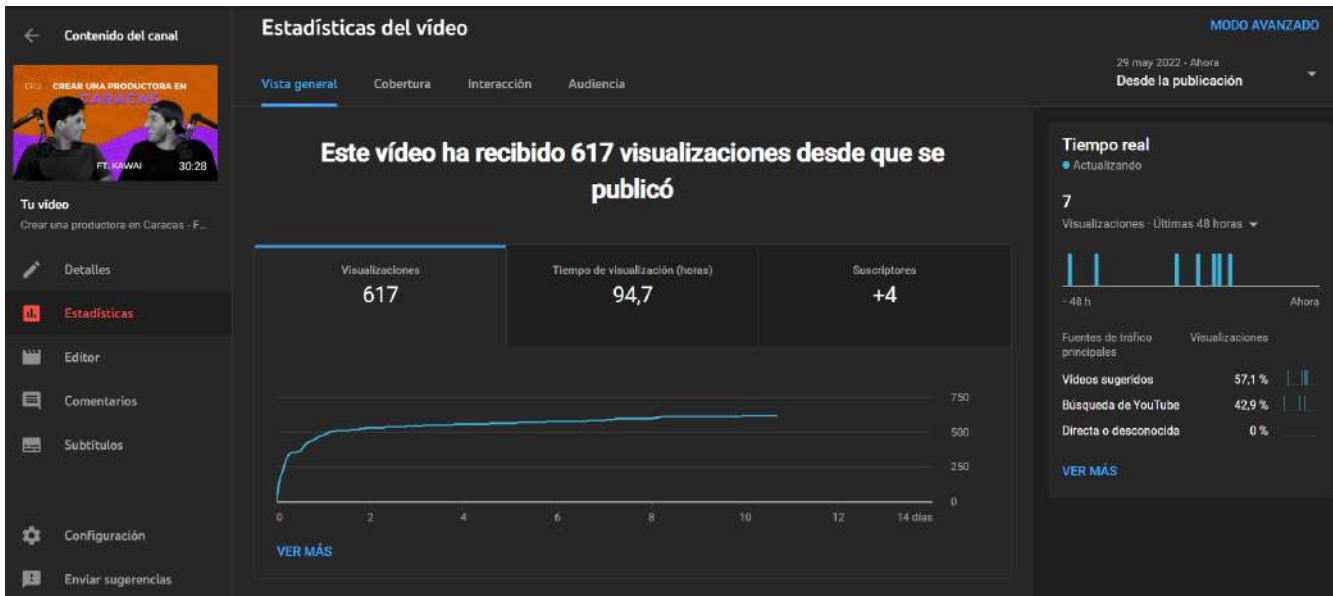 Contenido del canal
EP.2 CREAR UNA PRODUCTORA EN
CARACAS
FT. KAWAI
30:28
Tu vídeo
Crear una productora en Caracas - F...
Detalles
Estadísticas
Editor
Comentarios
Subtítulos
Configuración
Enviar sugerencias
Estadísticas del vídeo
MODO AVANZADO
Vista general
Cobertura
Interacción
Audiencia
29 may 2022 - Ahora
Desde la publicación
Este vídeo ha recibido 617 visualizaciones desde que se
publicó
Visualizaciones
617
Tiempo de visualización (horas)
94,7
Suscriptores
+4
750
500
250
0
0 2 4 6 8 10 12 14 días
VER MÁS
Tiempo real
Actualizando
7
Visualizaciones · Últimas 48 horas
- 48 h
Ahora
Fuentes de tráfico Visualizaciones
principales
Vídeos sugeridos 57,1 %
Búsqueda de YouTube 42,9 %
Directa o desconocida 0 %
VER MÁS